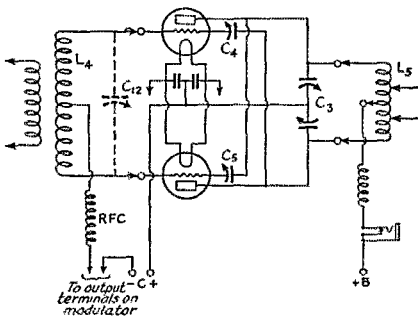 L4
C12
C4
C3
L5
C5
RFC
-C +
+B
To output
terminals on
modulator